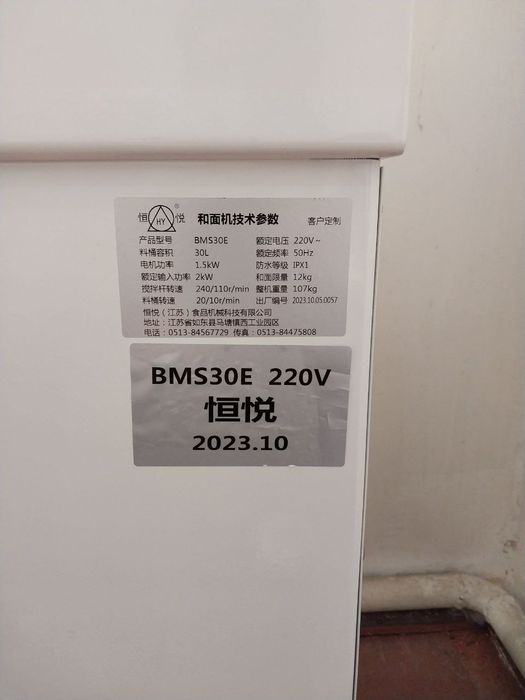 恒 HY 悦 ® 和面机技术参数 客户定制
产品型号 BMS30E 额定电压 220V~
料桶容积 30L 额定频率 50Hz
电机功率 1.5kW 防水等级 IPX1
额定输入功率 2kW 和面限量 12kg
搅拌杆转速 240/110r/min 整机重量 107kg
料桶转速 20/10r/min 出厂编号 2023.10.05.0057
恒悦（江苏）食品机械科技有限公司
地址：江苏省如东县马塘镇西工业园区
电话：0513-84567729 传真：0513-84475808
BMS30E 220V
恒悦
2023.10